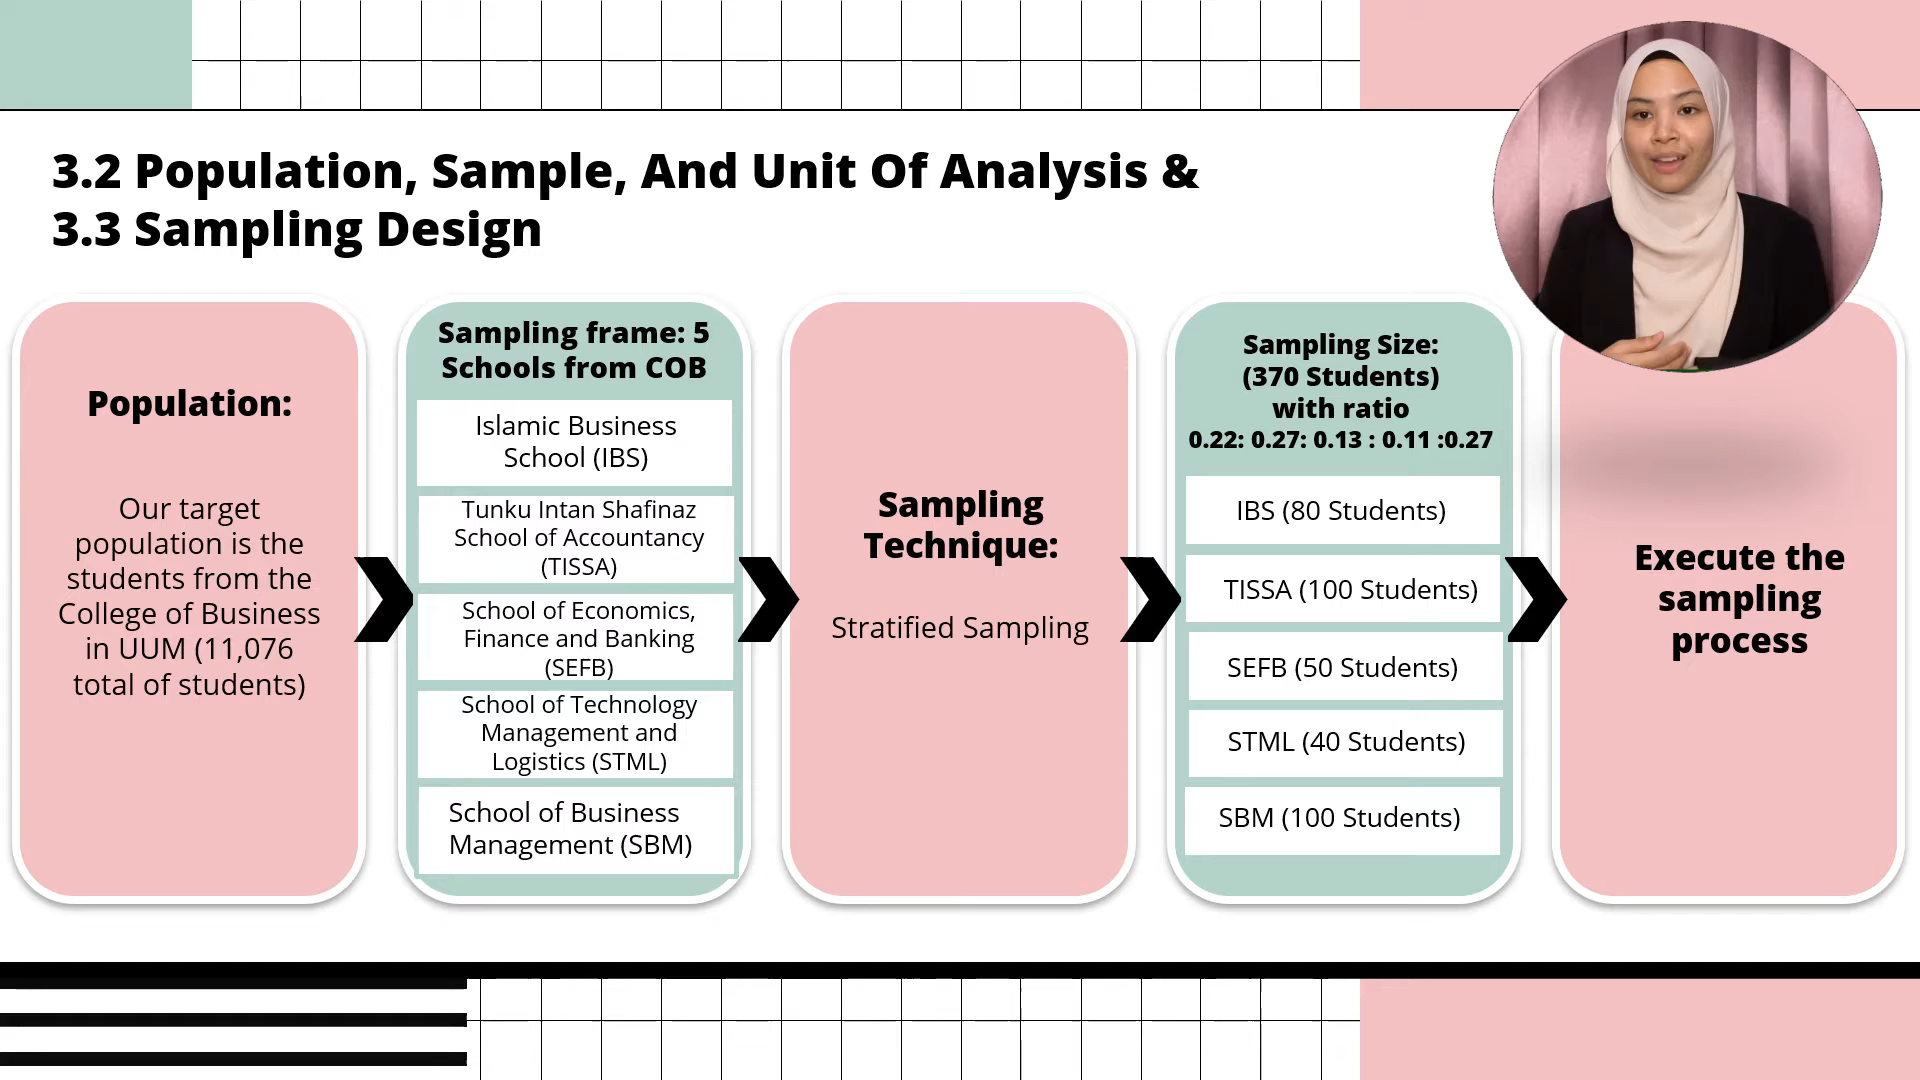 3.2 Population, Sample, And Unit Of Analysis &
3.3 Sampling Design
Population:
Our target
population is the
students from the
College of Business
in UUM (11,076
total of students)
Sampling frame: 5
Schools from COB
Islamic Business
School (IBS)
Tunku Intan Shafinaz
School of Accountancy
(TISSA)
School of Economics,
Finance and Banking
(SEFB)
School of Technology
Management and
Logistics (STML)
School of Business
Management (SBM)
Sampling
Technique:
Stratified Sampling
Sampling Size:
(370 Students)
with ratio
0.22: 0.27: 0.13 : 0.11 :0.27
IBS (80 Students)
TISSA (100 Students)
SEFB (50 Students)
STML (40 Students)
SBM (100 Students)
Execute the
sampling
process